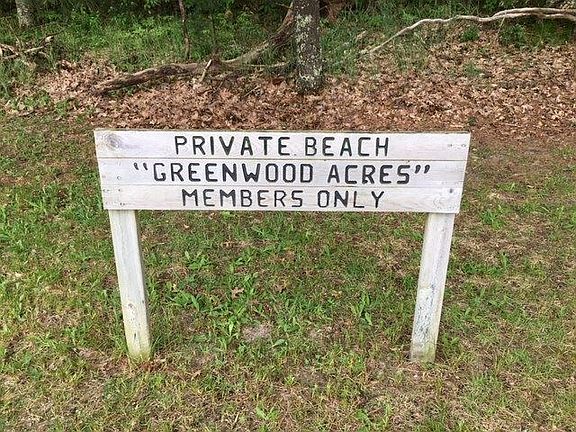 PRIVATE BEACH
"GREENWOOD ACRES"
MEMBERS ONLY